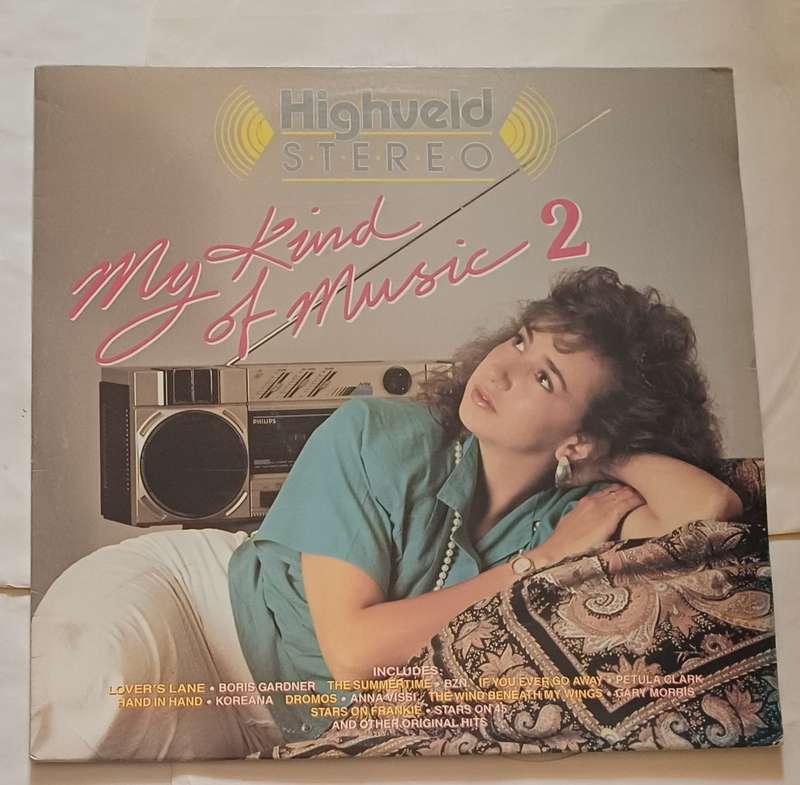 Highveld
S·T·E·R·E·O
My Kind
of Music 2
PHILIPS
INCLUDES:
LOVER'S LANE • BORIS GARDNER THE SUMMERTIME • BZN IF YOU EVER GO AWAY • PETULA CLARK
HAND IN HAND • KOREANA DROMOS • ANNA VISSI THE WIND BENEATH MY WINGS • GARY MORRIS
STARS ON FRANKIE • STARS ON 45
AND OTHER ORIGINAL HITS